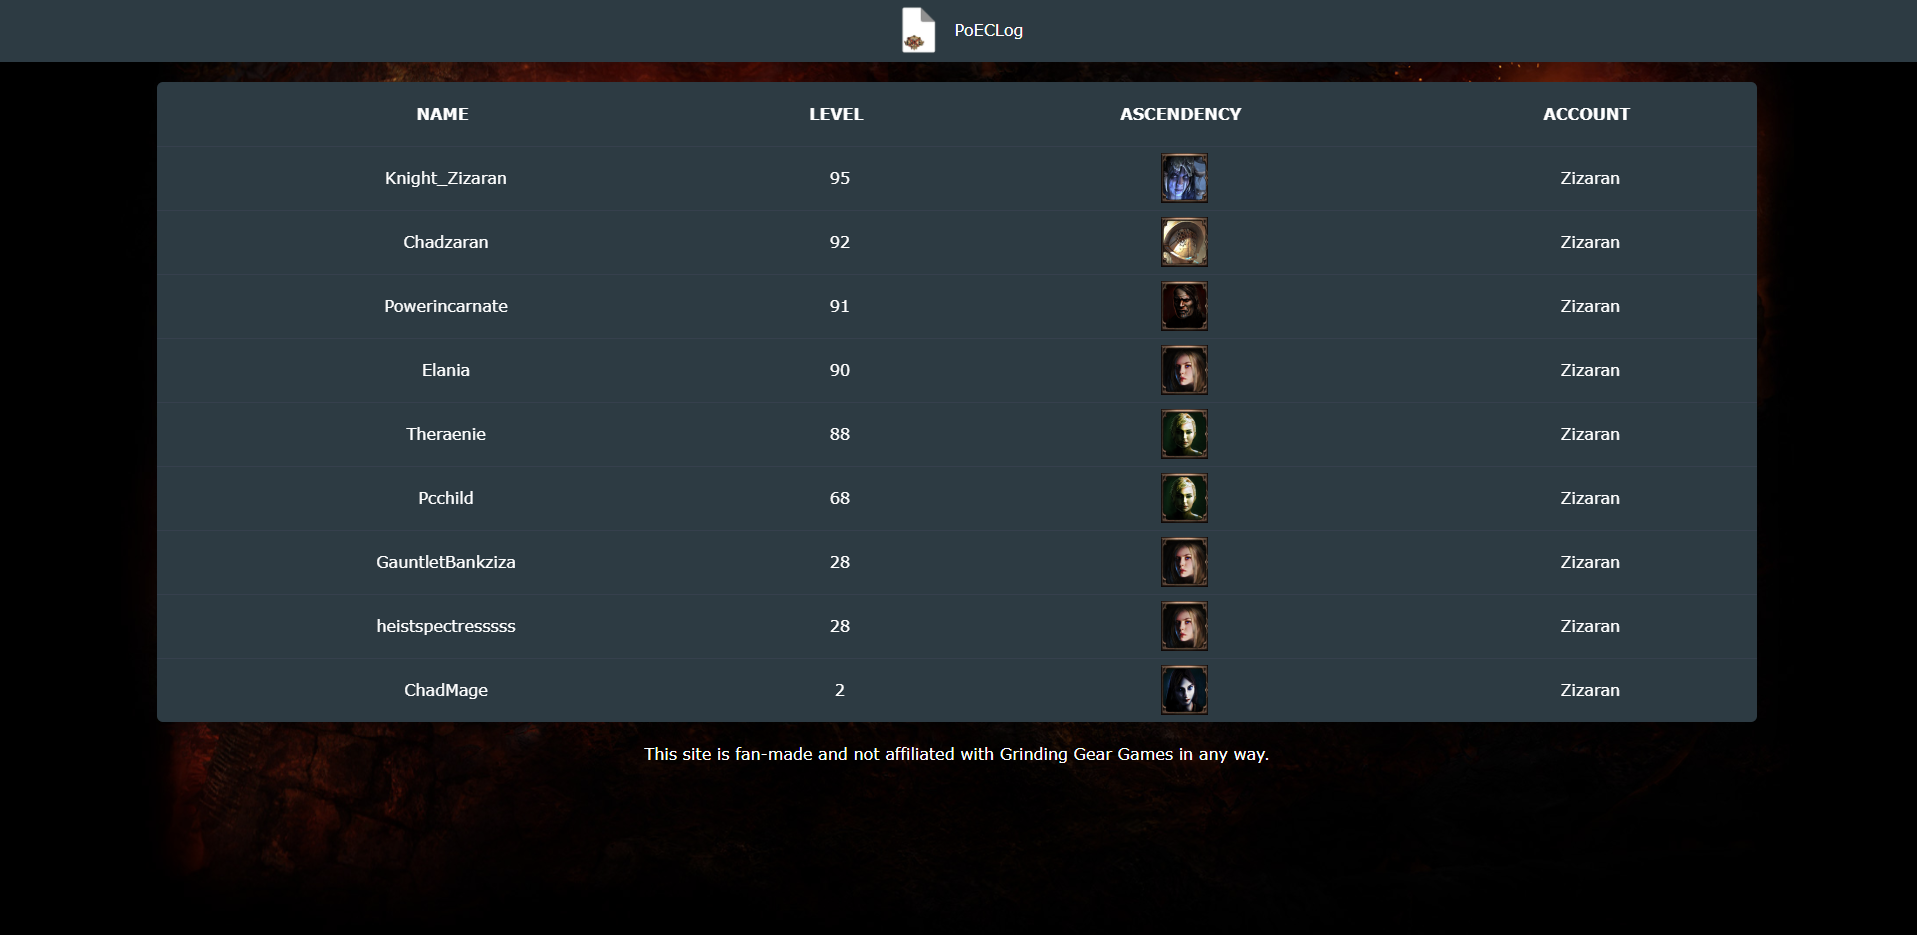 PoECLog
NAME LEVEL ASCENDENCY ACCOUNT
Knight_Zizaran 95 Zizaran
Chadzaran 92 Zizaran
Powerincarnate 91 Zizaran
Elania 90 Zizaran
Theraenie 88 Zizaran
Pcchild 68 Zizaran
GauntletBankziza 28 Zizaran
heistspectresssss 28 Zizaran
ChadMage 2 Zizaran
This site is fan-made and not affiliated with Grinding Gear Games in any way.